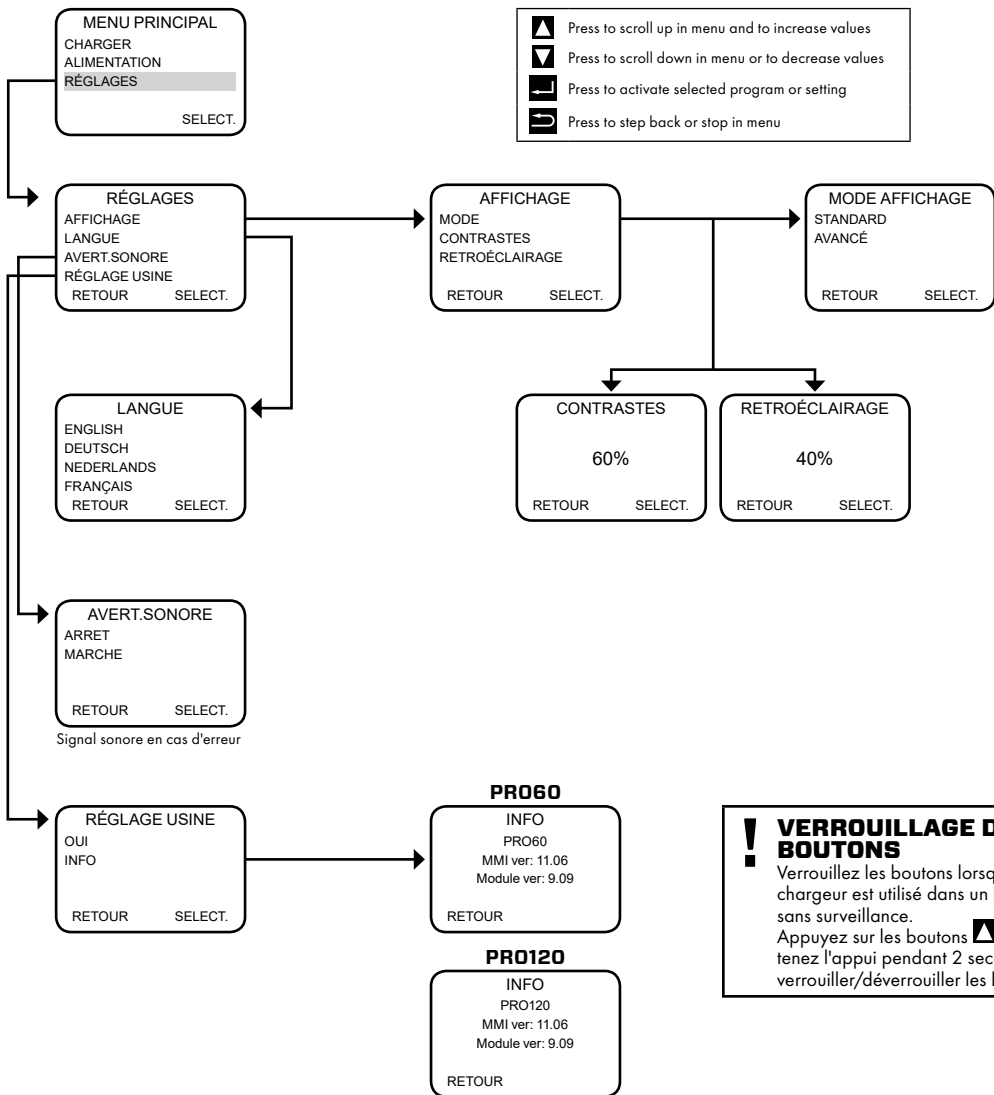 MENU PRINCIPAL
CHARGER
ALIMENTATION
RÉGLAGES
SELECT.
Press to scroll up in menu and to increase values
Press to scroll down in menu or to decrease values
Press to activate selected program or setting
Press to step back or stop in menu
RÉGLAGES
AFFICHAGE
LANGUE
AVERT.SONORE
RÉGLAGE USINE
RETOUR SELECT.
AFFICHAGE
MODE
CONTRASTES
RETROÉCLAIRAGE
RETOUR SELECT.
MODE AFFICHAGE
STANDARD
AVANCÉ
RETOUR SELECT.
LANGUE
ENGLISH
DEUTSCH
NEDERLANDS
FRANÇAIS
RETOUR SELECT.
CONTRASTES
60%
RETOUR SELECT.
RETROÉCLAIRAGE
40%
RETOUR SELECT.
AVERT.SONORE
ARRET
MARCHE
RETOUR SELECT.
Signal sonore en cas d'erreur
RÉGLAGE USINE
OUI
INFO
RETOUR SELECT.
PRO60
INFO
PRO60
MMI ver: 11.06
Module ver: 9.09
RETOUR
PRO120
INFO
PRO120
MMI ver: 11.06
Module ver: 9.09
RETOUR
! VERROUILLAGE
BOUTONS
Verrouillez les boutons
chargeur est utilisé dans un
sans surveillance.
Appuyez sur les boutons
tenez l'appui pendant 2
verrouiller/déverrouiller les